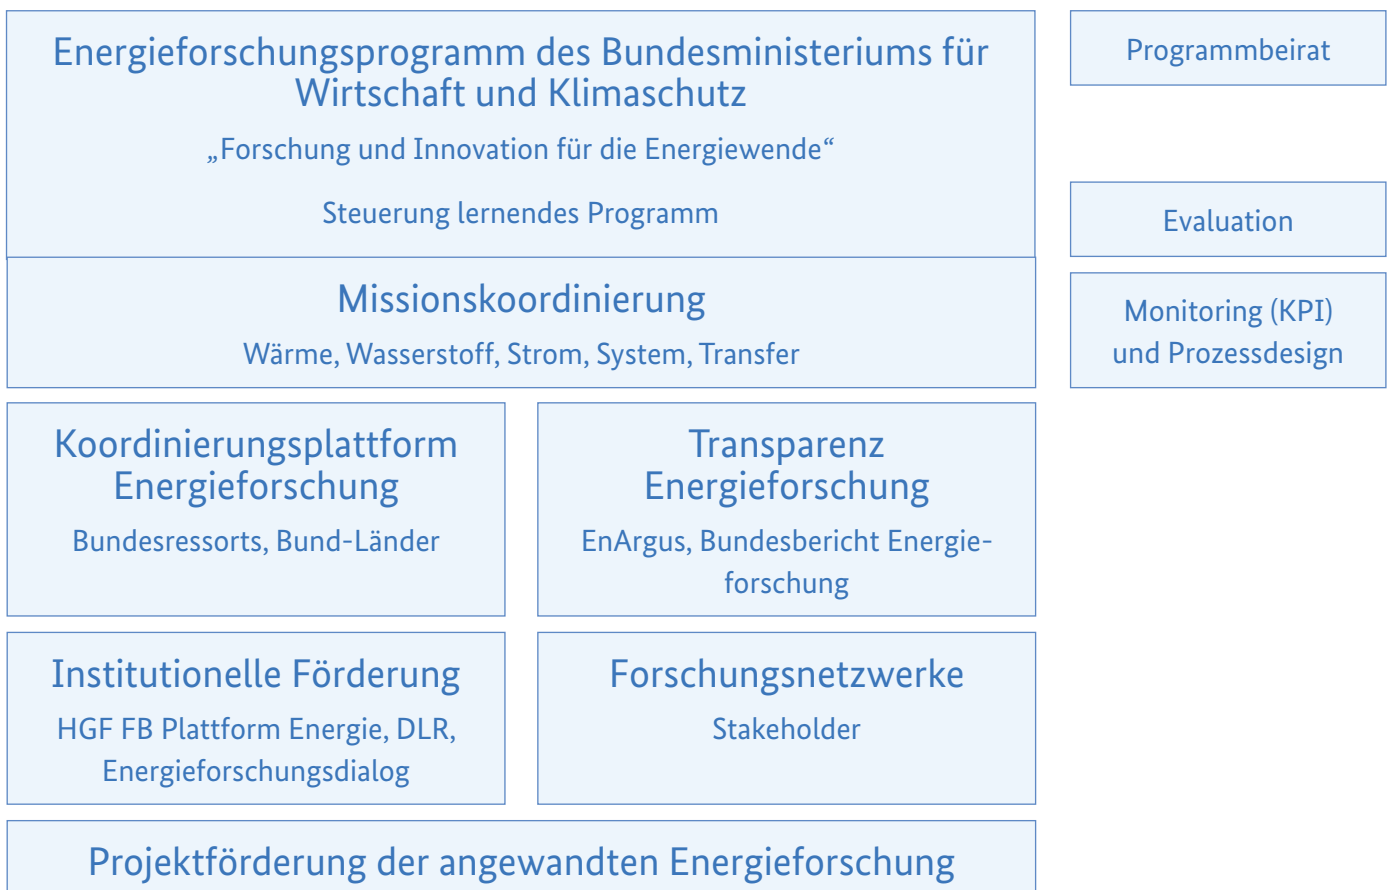 Energieforschungsprogramm des Bundesministeriums für
Wirtschaft und Klimaschutz
„Forschung und Innovation für die Energiewende“
Steuerung lernendes Programm
Programmbeirat
Evaluation
Missionskoordinierung
Wärme, Wasserstoff, Strom, System, Transfer
Monitoring (KPI)
und Prozessdesign
Koordinierungsplattform
Energieforschung
Bundesressorts, Bund-Länder
Transparenz
Energieforschung
EnArgus, Bundesbericht Energie-
forschung
Institutionelle Förderung
HGF FB Plattform Energie, DLR,
Energieforschungsdialog
Forschungsnetzwerke
Stakeholder
Projektförderung der angewandten Energieforschung